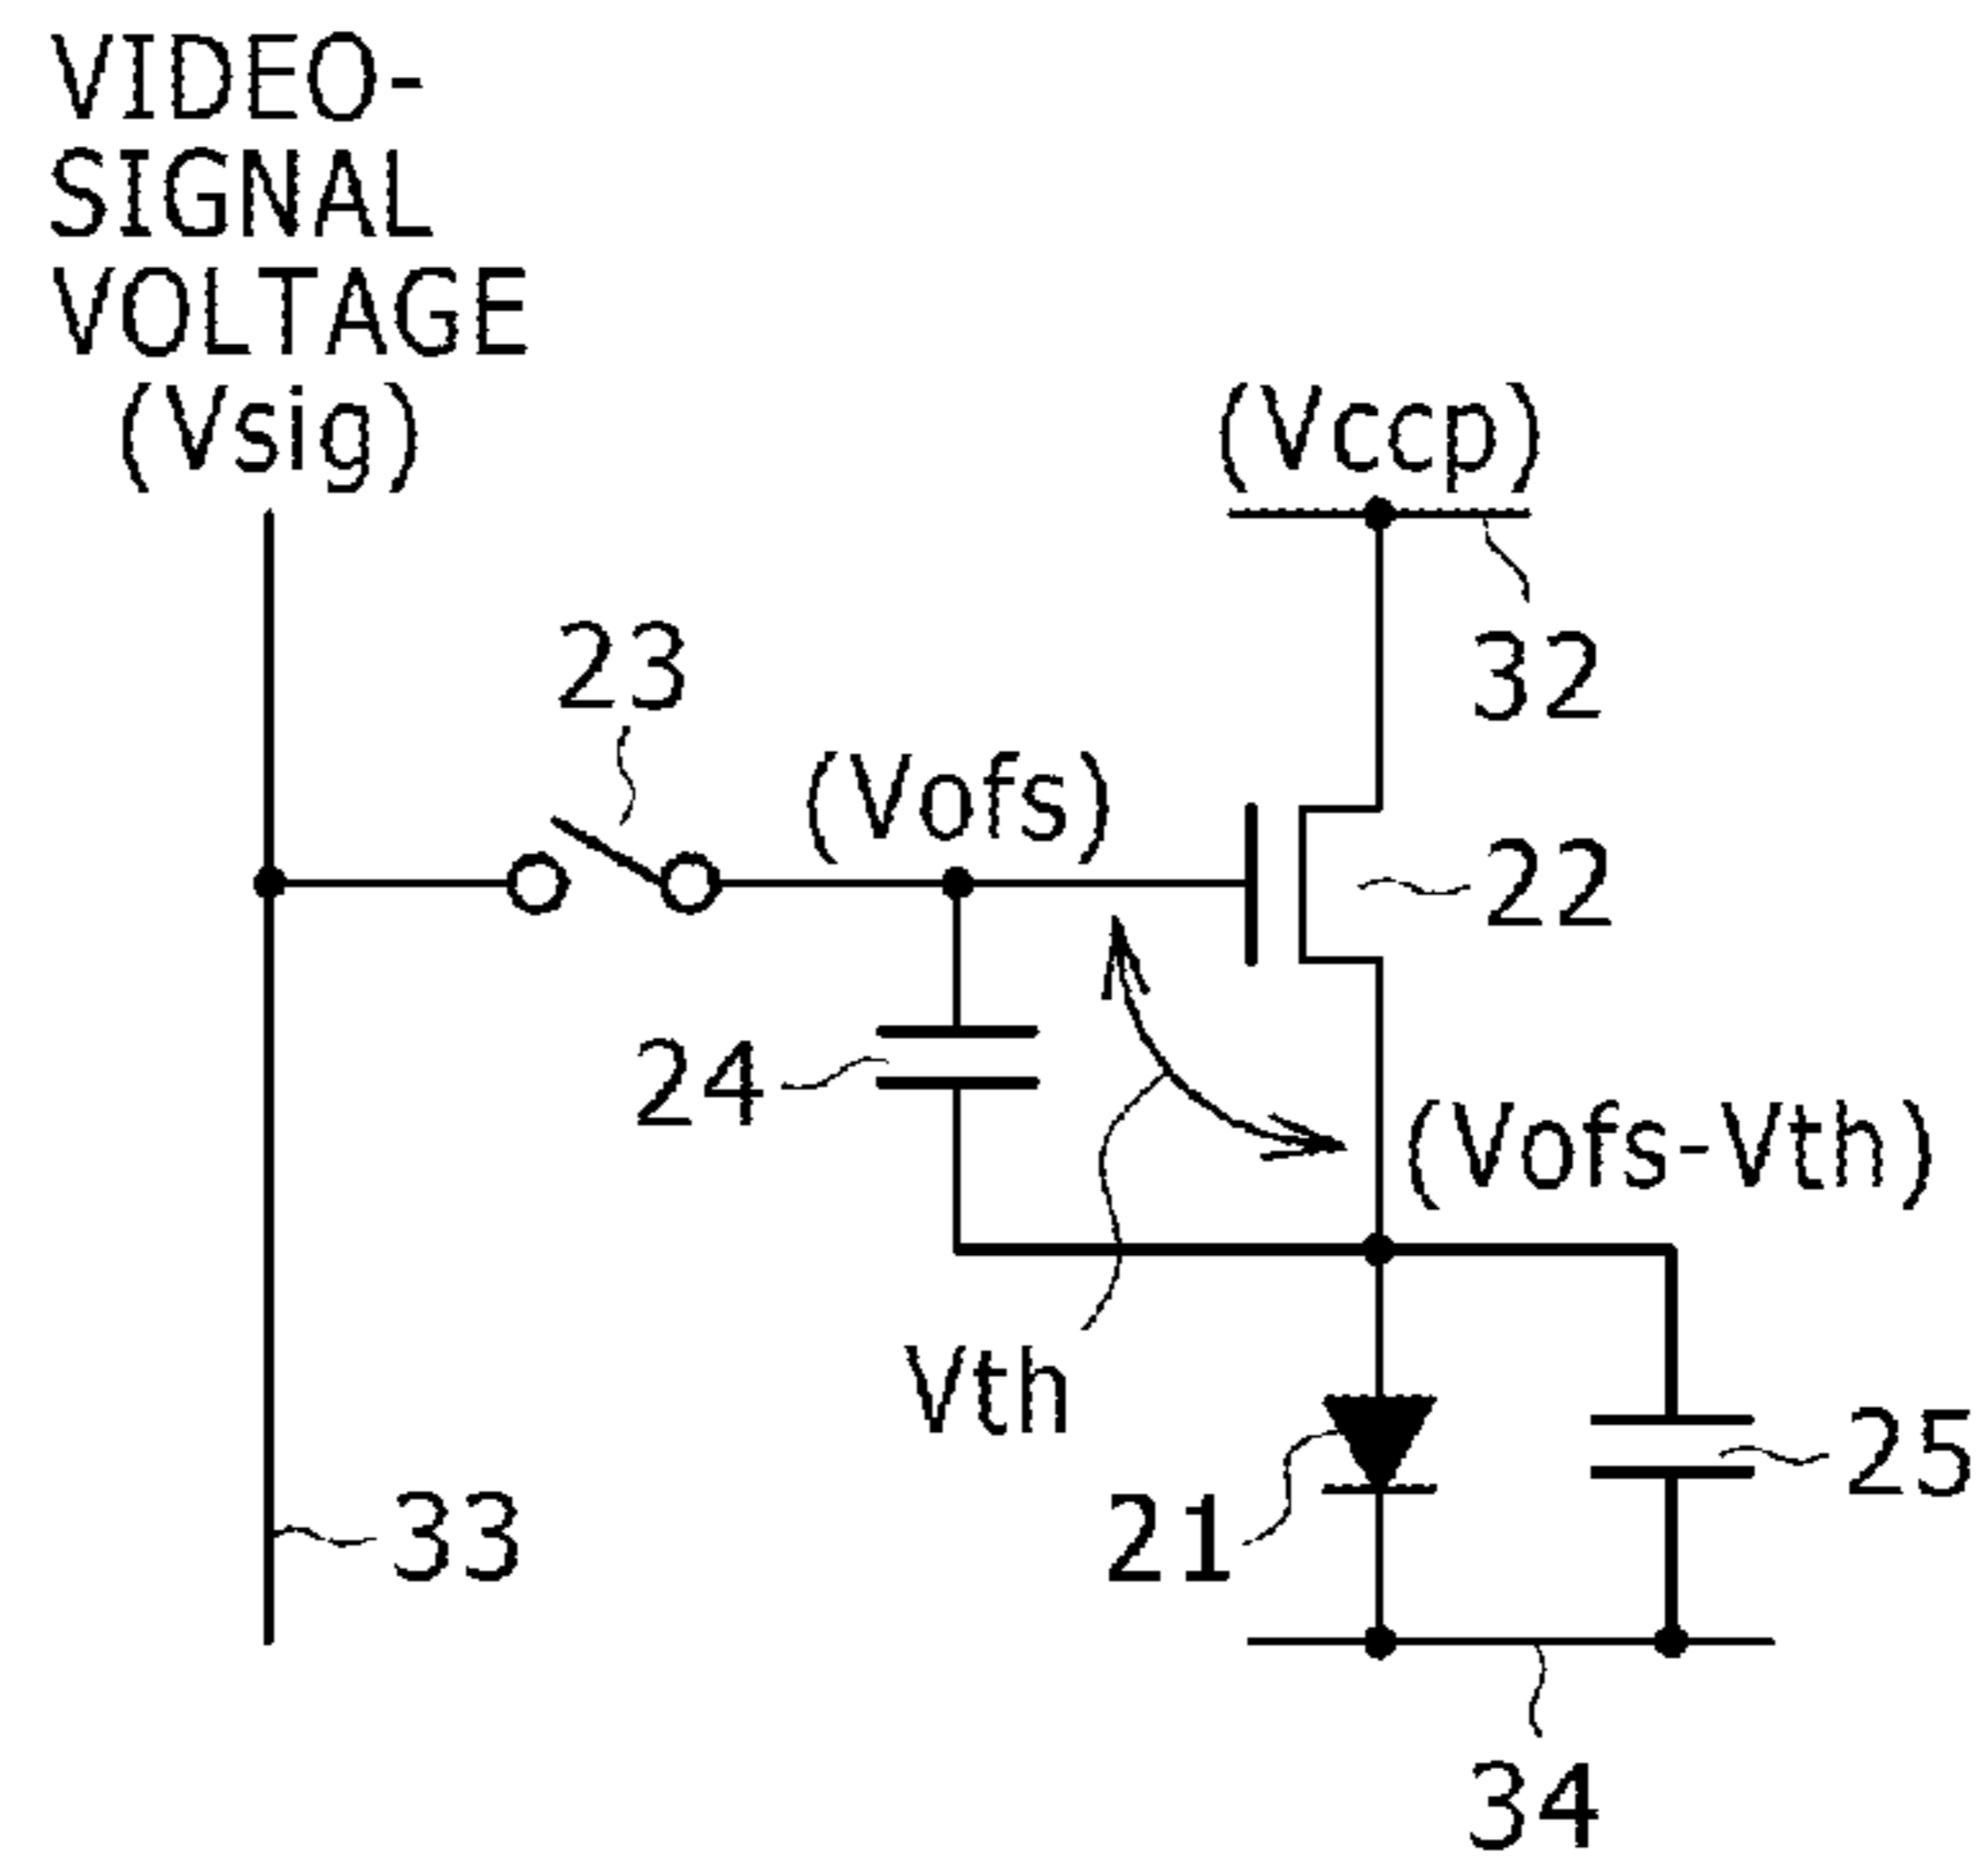 VIDEO-
SIGNAL
VOLTAGE
(Vsig)
(Vccp)
32
23
(Vofs)
22
24
(Vofs-Vth)
Vth
25
21
33
34